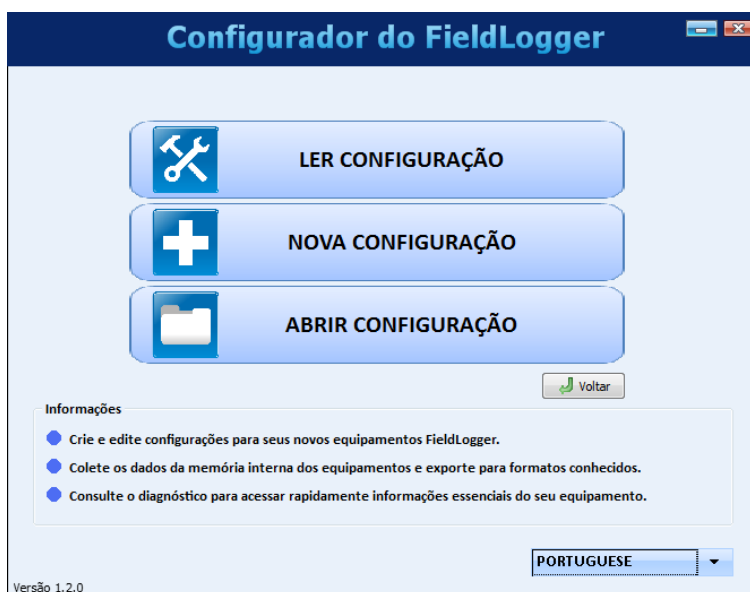 Configurador do FieldLogger
LER CONFIGURAÇÃO
NOVA CONFIGURAÇÃO
ABRIR CONFIGURAÇÃO
Voltar
Informações
Crie e edite configurações para seus novos equipamentos FieldLogger.
Colete os dados da memória interna dos equipamentos e exporte para formatos conhecidos.
Consulte o diagnóstico para acessar rapidamente informações essenciais do seu equipamento.
PORTUGUESE
Versão 1.2.0